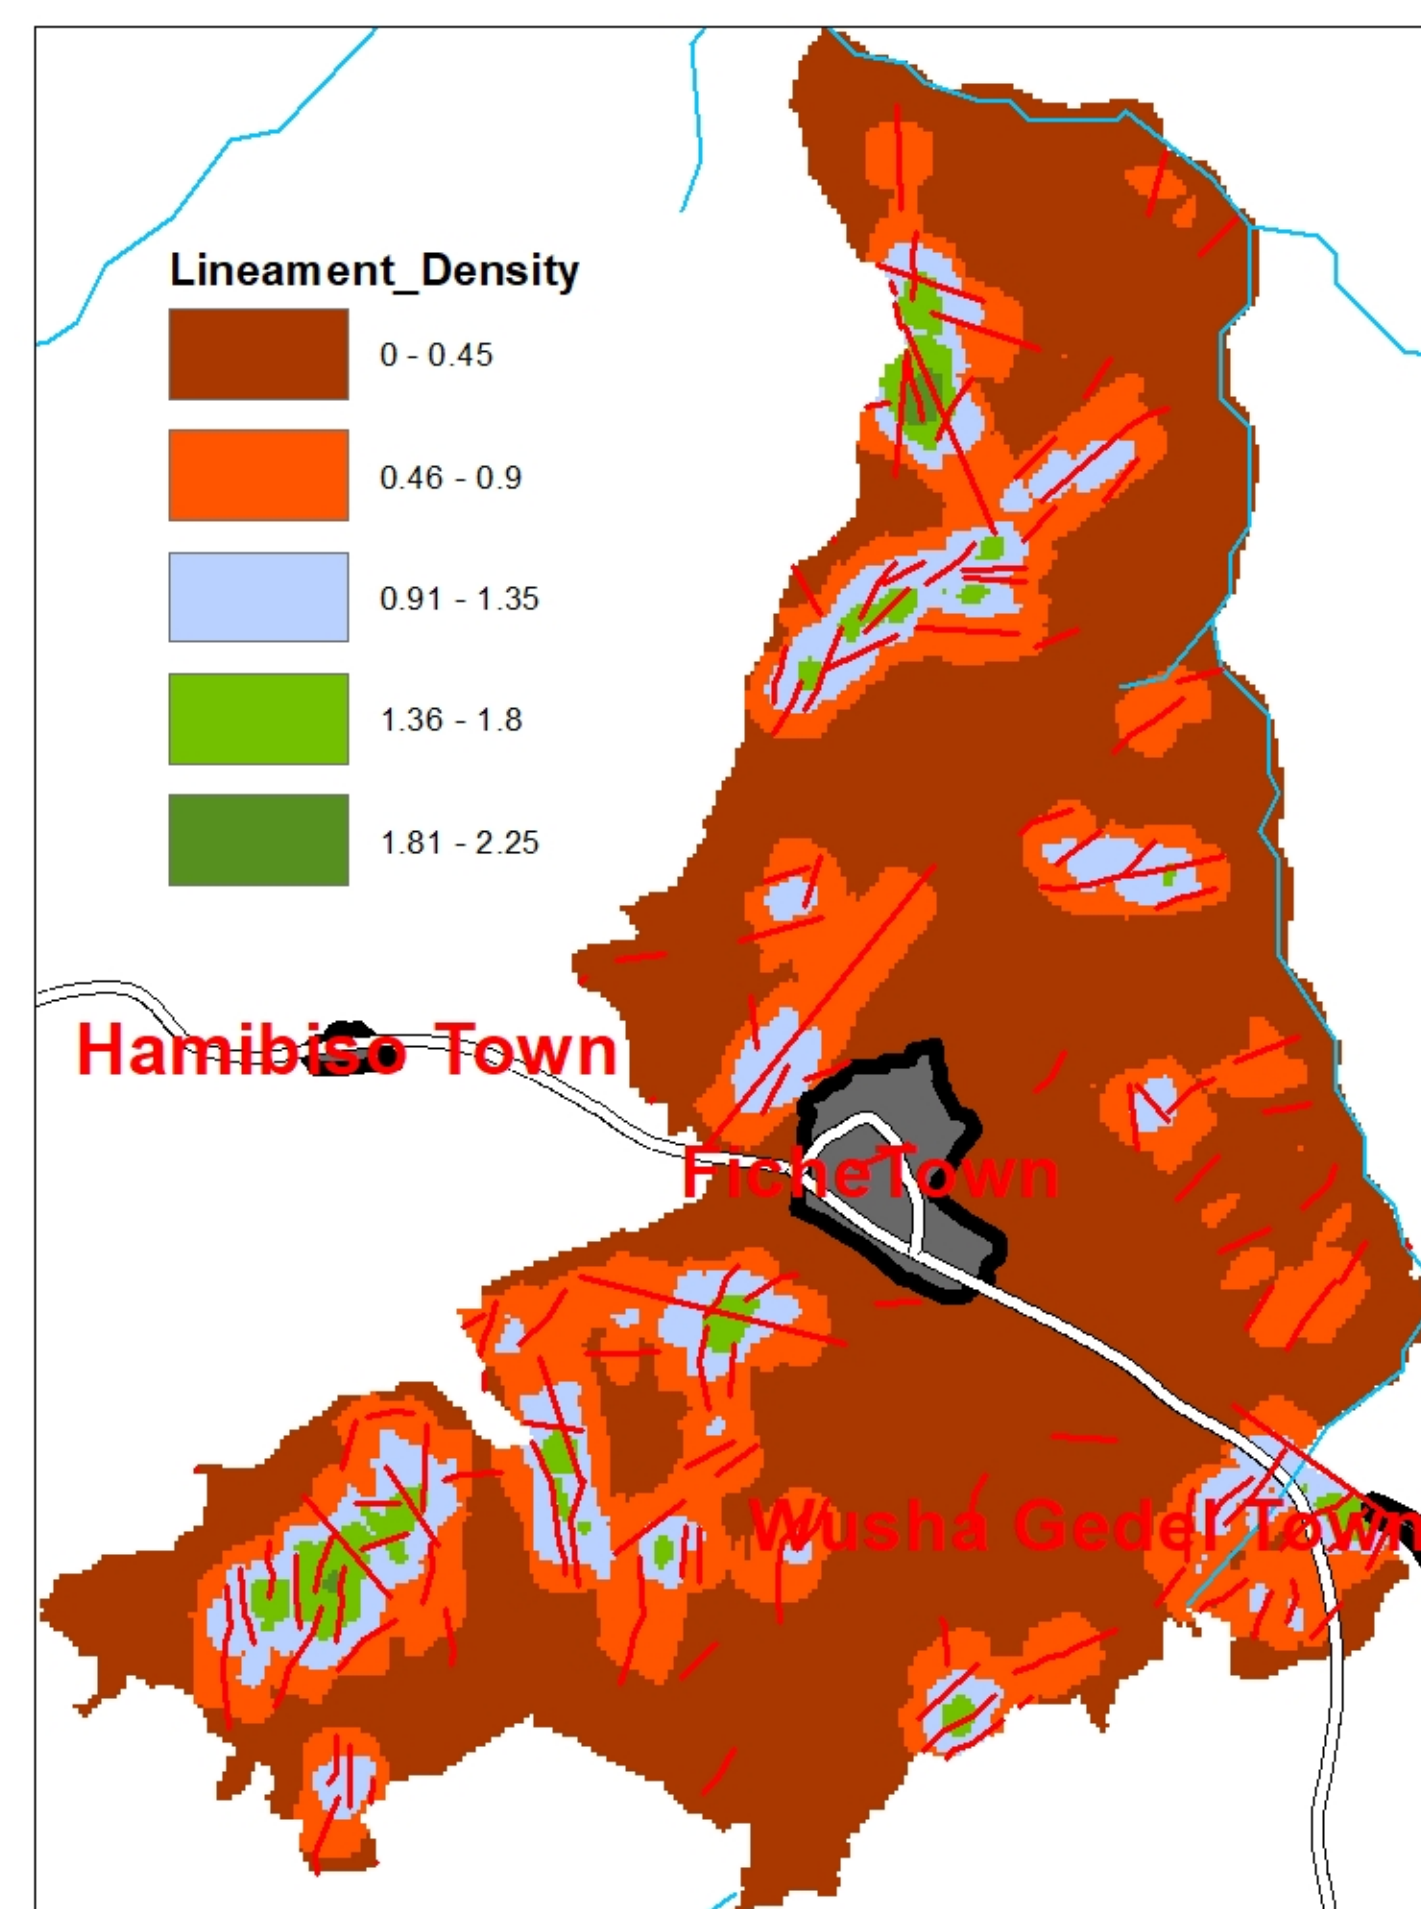 Lineament_Density
0 - 0.45
0.46 - 0.9
0.91 - 1.35
1.36 - 1.8
1.81 - 2.25
Hamibiso Town
FicheTown
Wusha Gedel Town